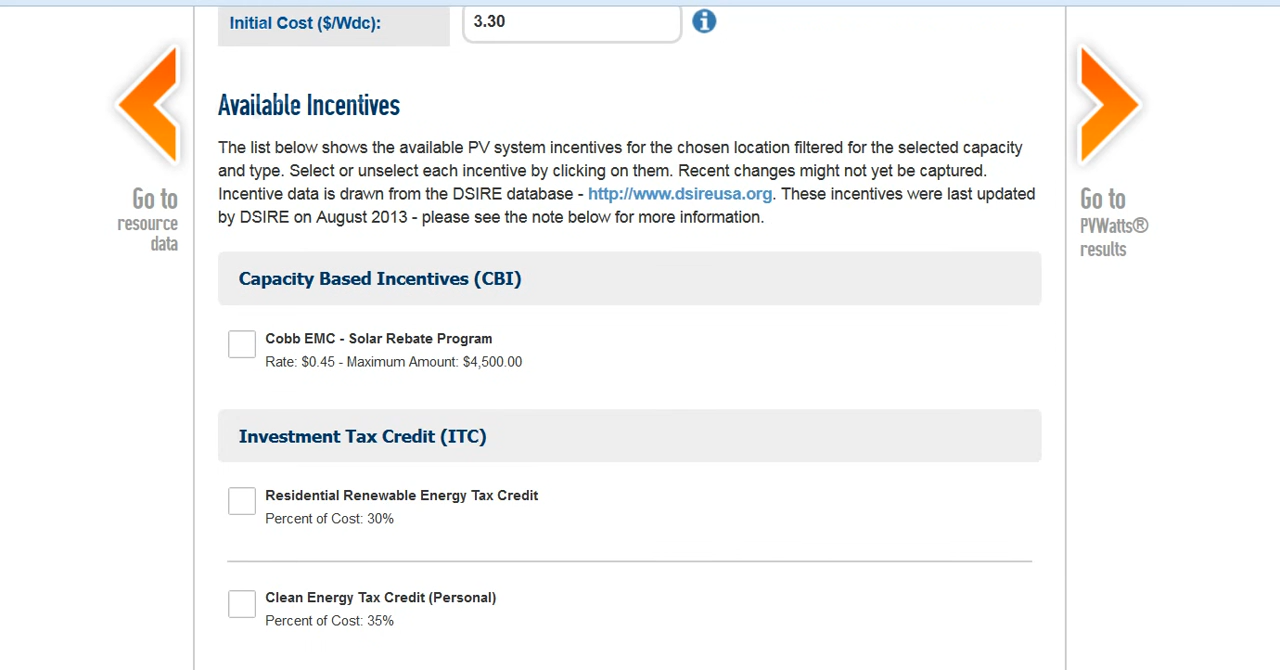 Initial Cost ($/Wdc):
3.30
Go to
resource
data
Available Incentives
The list below shows the available PV system incentives for the chosen location filtered for the selected capacity
and type. Select or unselect each incentive by clicking on them. Recent changes might not yet be captured.
Incentive data is drawn from the DSIRE database - http://www.dsireusa.org. These incentives were last updated
by DSIRE on August 2013 - please see the note below for more information.
Go to
PVWatts®
results
Capacity Based Incentives (CBI)
Cobb EMC - Solar Rebate Program
Rate: $0.45 - Maximum Amount: $4,500.00
Investment Tax Credit (ITC)
Residential Renewable Energy Tax Credit
Percent of Cost: 30%
Clean Energy Tax Credit (Personal)
Percent of Cost: 35%